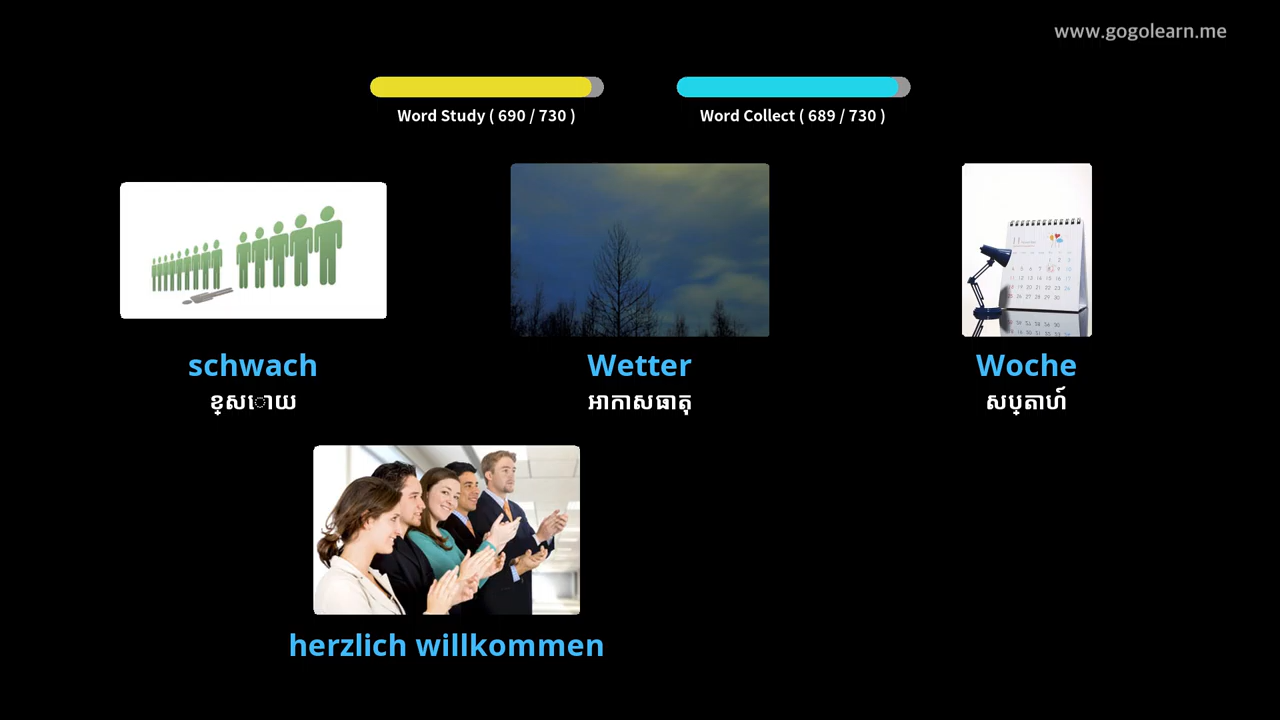 www.gogolearn.me
Word Study ( 690 / 730 )
Word Collect ( 689 / 730 )
schwach
ខ្សោយ
Wetter
អាកាសធាតុ
Woche
សប្តាហ៍
herzlich willkommen